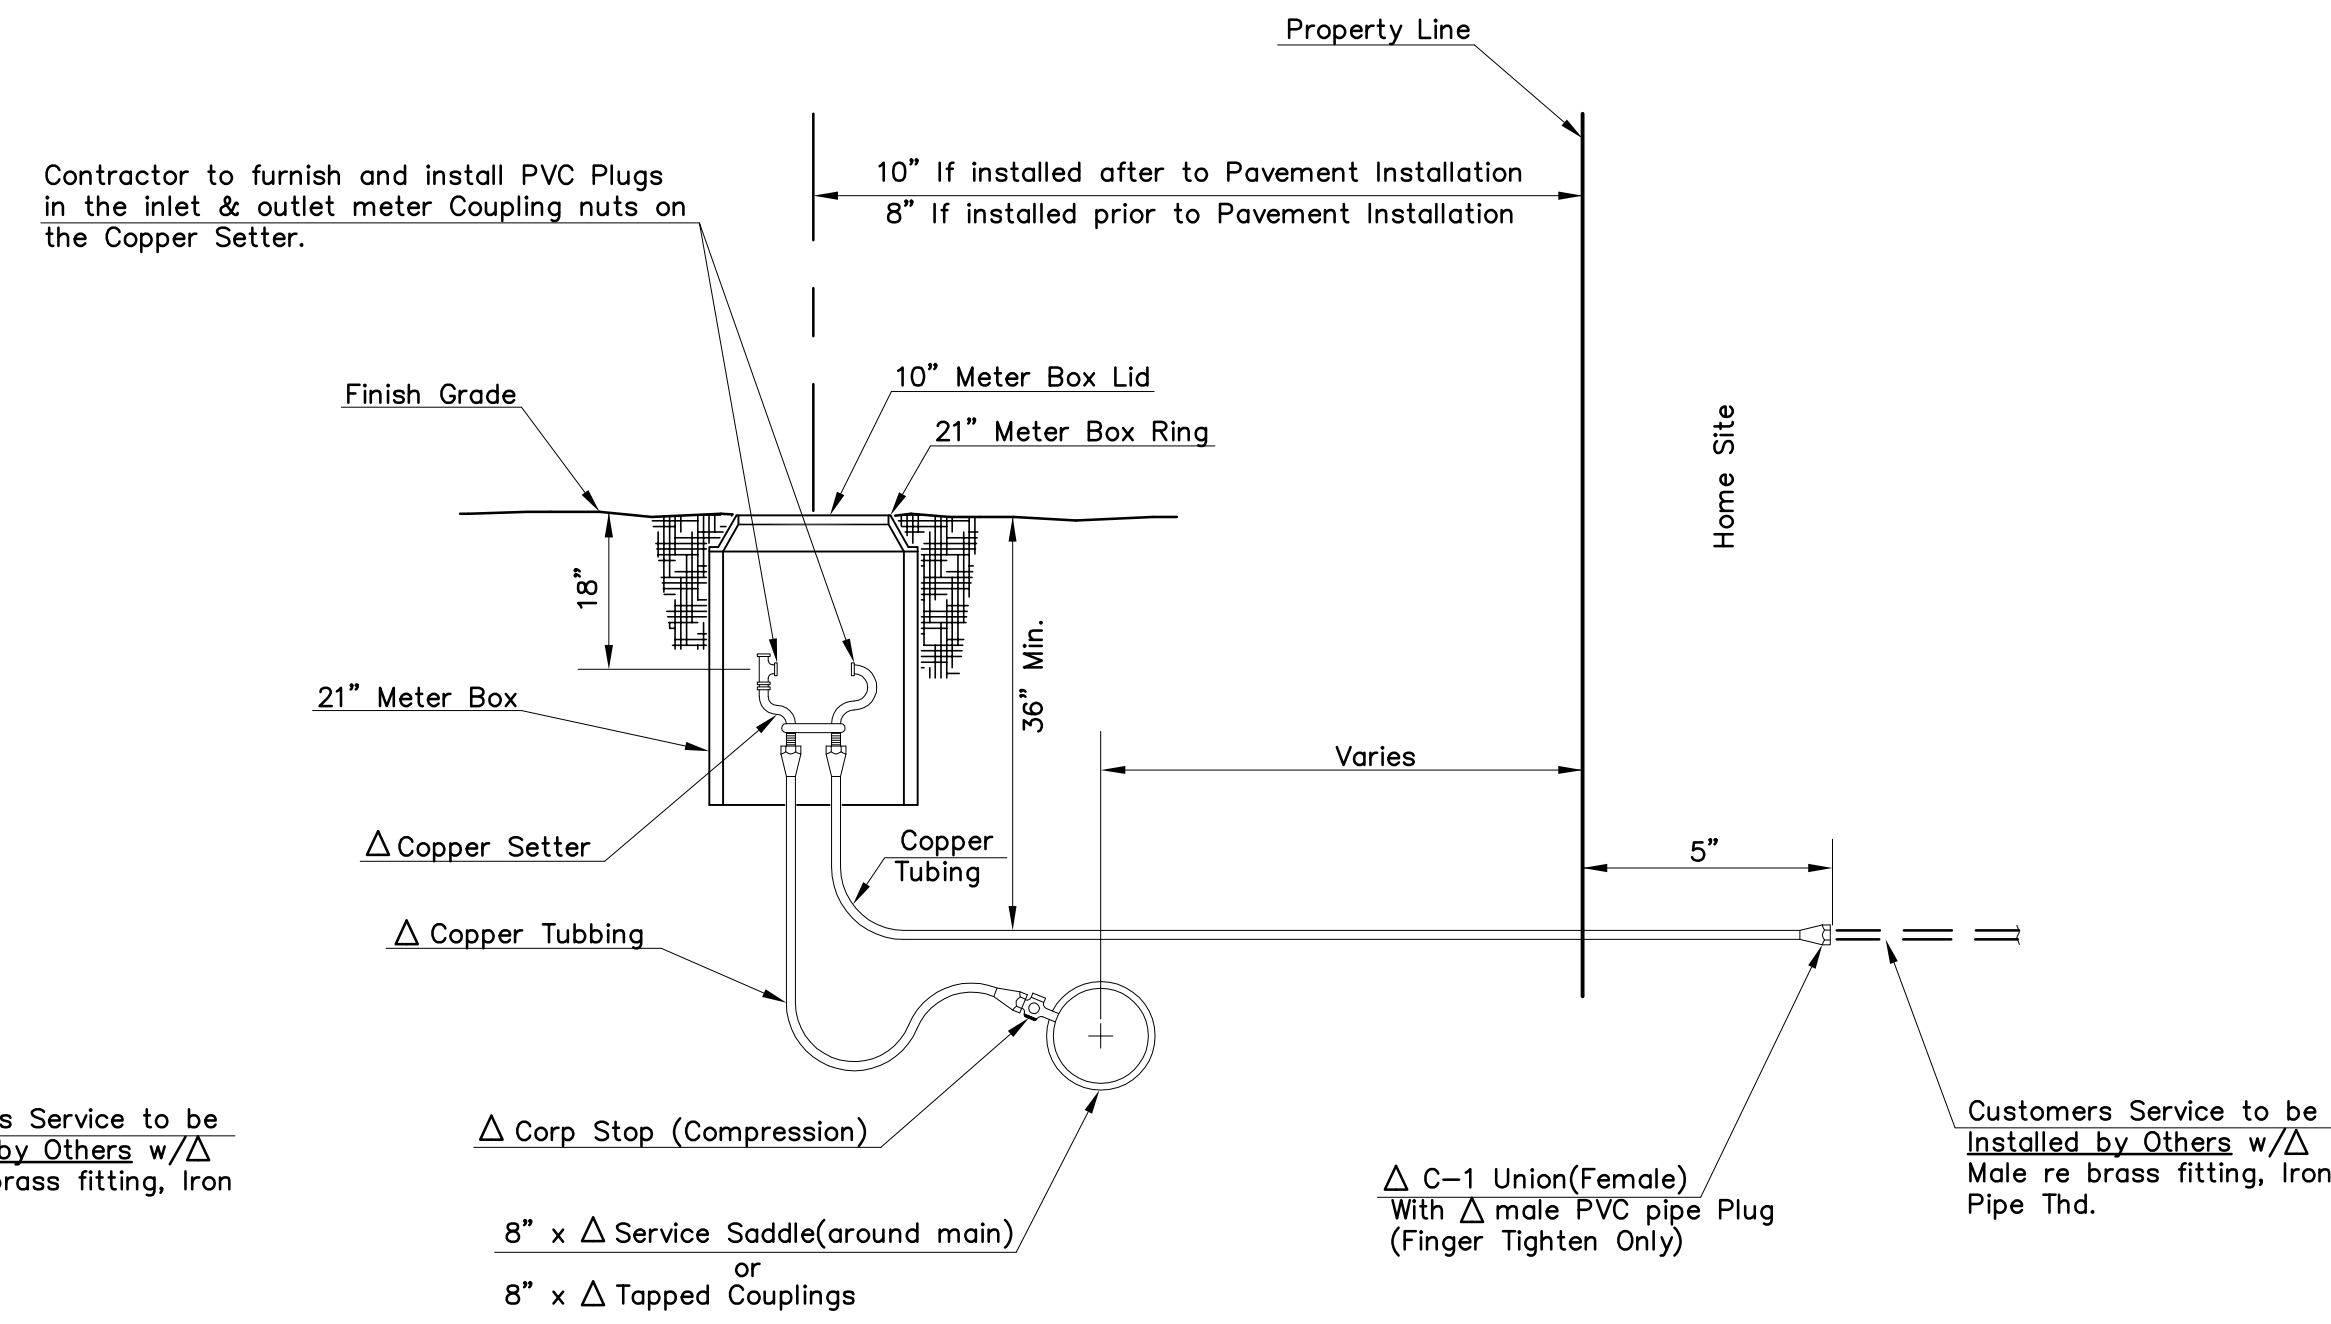 Property Line
Contractor to furnish and install PVC Plugs
in the inlet & outlet meter Coupling nuts on
the Copper Setter.
10” If installed after to Pavement Installation
8” If installed prior to Pavement Installation
10” Meter Box Lid
Finish Grade
21” Meter Box Ring
Home Site
18”
36” Min.
21” Meter Box
Varies
Δ Copper Setter
Copper
Tubing
5”
Δ Copper Tubbing
s Service to be
by Others w/Δ
brass fitting, Iron
Δ Corp Stop (Compression)
8” x Δ Service Saddle(around main)
or
8” x Δ Tapped Couplings
Δ C-1 Union(Female)
With Δ male PVC pipe Plug
(Finger Tighten Only)
Customers Service to be
Installed by Others w/Δ
Male re brass fitting, Iron
Pipe Thd.